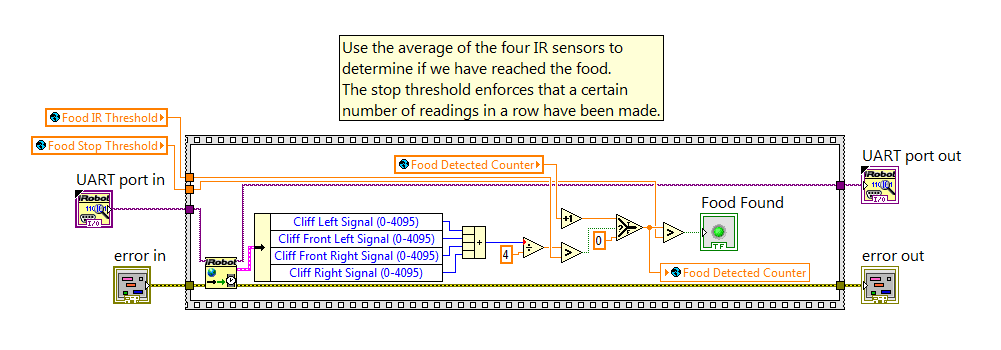 Use the average of the four IR sensors to
determine if we have reached the food.
The stop threshold enforces that a certain
number of readings in a row have been made.
Food IR Threshold
Food Stop Threshold
UART port in
iRobot
I/O
error in
iRobot
Cliff Left Signal (0-4095)
Cliff Front Left Signal (0-4095)
Cliff Front Right Signal (0-4095)
Cliff Right Signal (0-4095)
+
4
÷
Food Detected Counter
+1
>
0
?
>
Food Found
TF
Food Detected Counter
UART port out
iRobot
I/O
error out